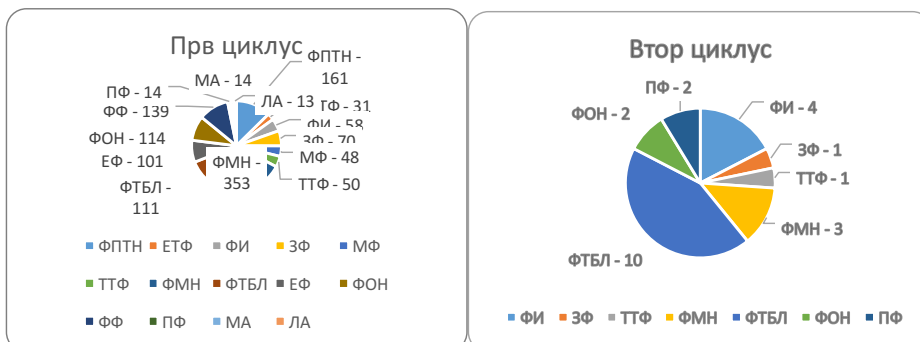 Прв циклус
ФПТН -
161
МА - 14
ПФ - 14
ЛА - 13
ФФ - 139
ФИ - 58
ФОН - 114
ЗФ - 70
ЕФ - 101
ФМН -
353
МФ - 48
ФТБЛ -
111
ТТФ - 50
ФПТН ЕТФ ФИ ЗФ МФ
ТТФ ФМН ФТБЛ ЕФ ФОН
ФФ ПФ МА ЛА
Втор циклус
ПФ - 2
ФИ - 4
ФОН - 2
ЗФ - 1
ТТФ - 1
ФМН - 3
ФТБЛ - 10
ФИ ЗФ ТТФ ФМН ФТБЛ ФОН ПФ